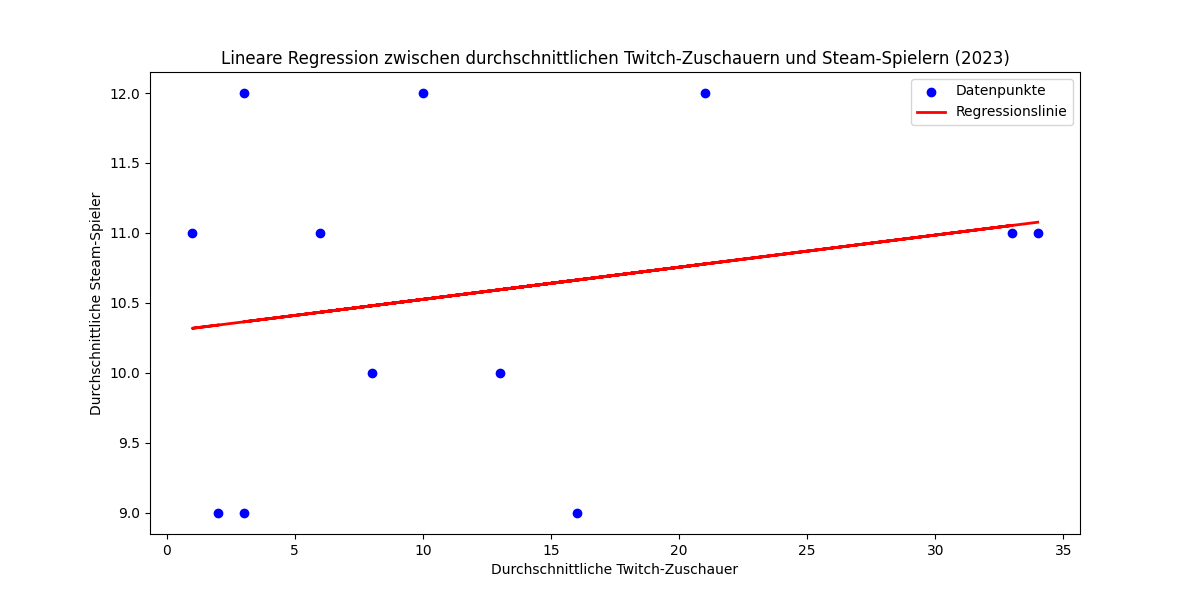 Lineare Regression zwischen durchschnittlichen Twitch-Zuschauern und Steam-Spielern (2023)
Datenpunkte
Regressionslinie
Durchschnittliche Steam-Spieler
12.0
11.5
11.0
10.5
10.0
9.5
9.0
0 5 10 15 20 25 30 35
Durchschnittliche Twitch-Zuschauer